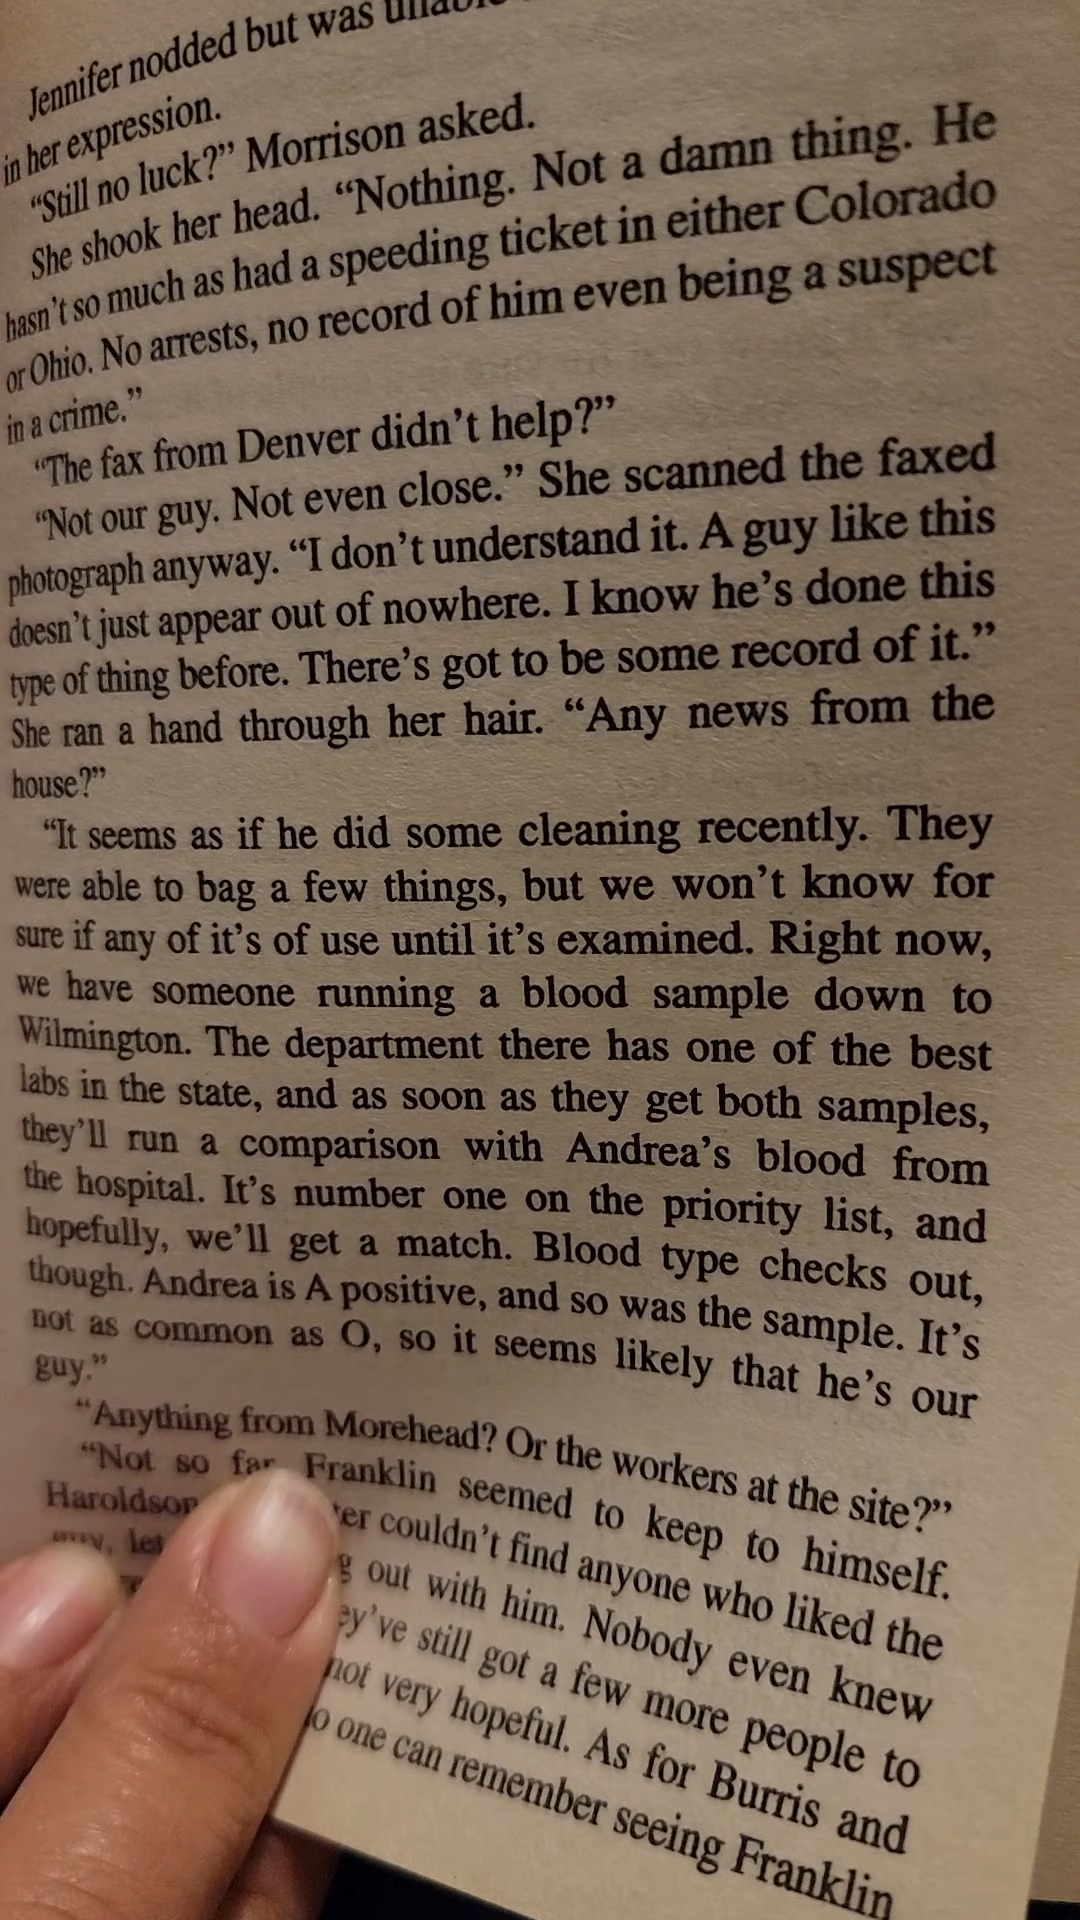 Jennifer nodded but was
in her expression.
“Still no luck?” Morrison asked.
She shook her head. “Nothing. Not a damn thing. He
hasn’t so much as had a speeding ticket in either Colorado
or Ohio. No arrests, no record of him even being a suspect
in a crime.”
“The fax from Denver didn’t help?”
“Not our guy. Not even close.” She scanned the faxed
photograph anyway. “I don’t understand it. A guy like this
doesn’t just appear out of nowhere. I know he’s done this
type of thing before. There’s got to be some record of it.”
She ran a hand through her hair. “Any news from the
house?”
“It seems as if he did some cleaning recently. They
were able to bag a few things, but we won’t know for
sure if any of it’s of use until it’s examined. Right now,
we have someone running a blood sample down to
Wilmington. The department there has one of the best
labs in the state, and as soon as they get both samples,
they’ll run a comparison with Andrea’s blood from
the hospital. It’s number one on the priority list, and
hopefully, we’ll get a match. Blood type checks out,
though. Andrea is A positive, and so was the sample. It’s
not as common as O, so it seems likely that he’s our
guy.”
“Anything from Morehead? Or the workers at the site?”
“Not so far. Franklin seemed to keep to himself.
couldn’t find anyone who liked the
let out with him. Nobody even knew
still got a few more people to
not very hopeful. As for Burris and
one can remember seeing Franklin